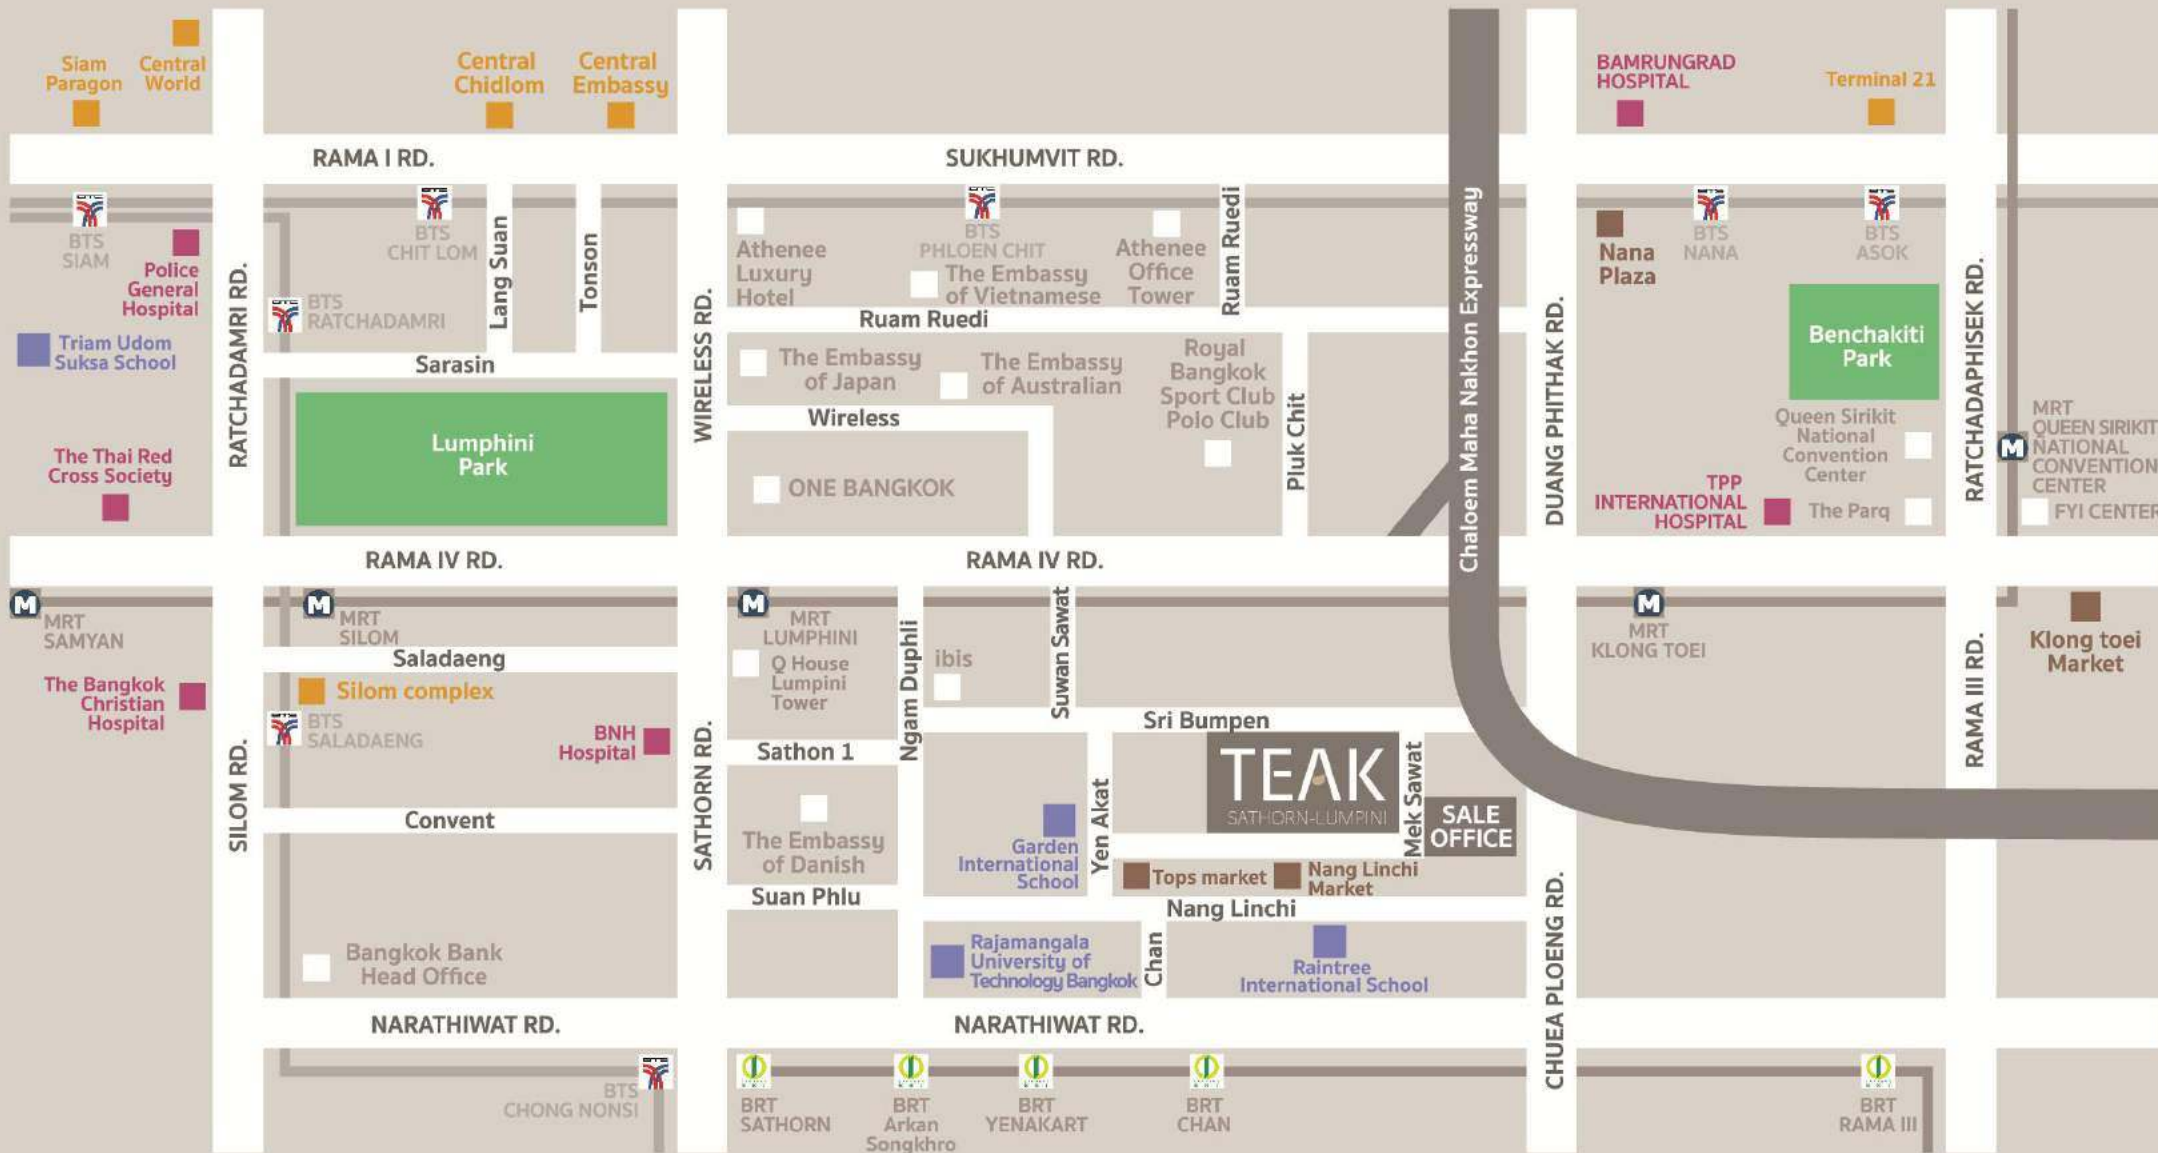 Siam
Paragon
Central
World
Central
Chidlom
Central
Embassy
BAMRUNGRAD
HOSPITAL
Terminal 21
RAMA I RD.
SUKHUMVIT RD.
BTS
SIAM
Police
General
Hospital
Triam Udom
Suksa School
The Thai Red
Cross Society
RATCHADAMRI RD.
BTS
CHIT LOM
BTS
RATCHADAMRI
Lang Suan
Tonson
Sarasin
Lumphini
Park
WIRELESS RD.
Athenee
Luxury
Hotel
BTS
PHLOEN CHIT
The Embassy
of Vietnamese
Athenee
Office
Tower
Ruam Ruedi
Ruam Ruedi
The Embassy
of Japan
The Embassy
of Australian
Royal
Bangkok
Sport Club
Polo Club
Wireless
ONE BANGKOK
Pluk Chit
Chaloem Maha Nakhon Expressway
DUANG PHITHAK RD.
Nana
Plaza
BTS
NANA
BTS
ASOK
Benchakiti
Park
Queen Sirikit
National
Convention
Center
TPP
INTERNATIONAL
HOSPITAL
The Parq
RATCHADAPHISEK RD.
M
MRT
QUEEN SIRIKIT
NATIONAL
CONVENTION
CENTER
FYI CENTER
RAMA IV RD.
RAMA IV RD.
M
MRT
SAMYAN
M
MRT
SILOM
M
MRT
LUMPHINI
M
MRT
KLONG TOEI
Klong toei
Market
The Bangkok
Christian
Hospital
SILOM RD.
Saladaeng
Silom complex
BTS
SALADAENG
BNH
Hospital
Convent
Bangkok Bank
Head Office
SATHORN RD.
Q House
Lumpini
Tower
Sathon 1
The Embassy
of Danish
Suan Phlu
Ngam Duphli
ibis
Suwan Sawat
Sri Bumpen
TEAK
SATHORN-LUMPINI
Mek Sawat
SALE
OFFICE
Yen Akat
Garden
International
School
Tops market
Nang Linchi
Market
Nang Linchi
Rajamangala
University of
Technology Bangkok
Chan
Raintree
International School
CHUEA PLOENG RD.
RAMA III RD.
NARATHIWAT RD.
NARATHIWAT RD.
BTS
CHONG NONSI
BRT
SATHORN
BRT
Arkan
Songkhro
BRT
YENAKART
BRT
CHAN
BRT
RAMA III